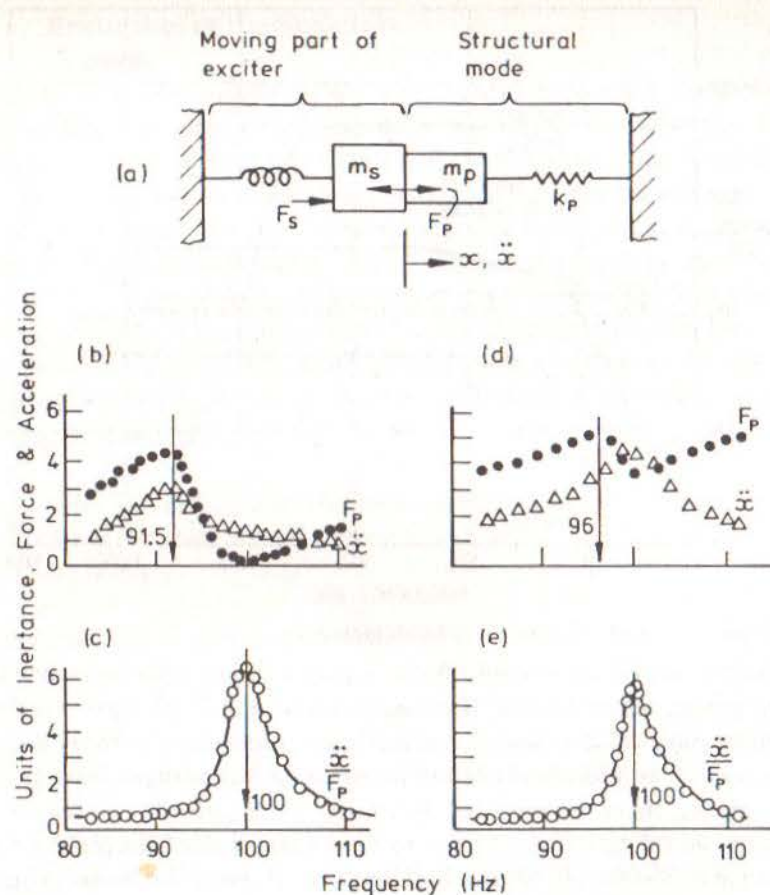 Moving part of exciter
Structural mode
(a)
m_s
m_p
F_s
F_p
k_p
x, ẍ
Units of Inertance, Force & Acceleration
(b)
6
4
2
0
91.5
F_p
ẍ
(d)
96
F_p
ẍ
(c)
6
4
2
0
100
ẍ/F_p
80 90 100 110
(e)
100
ẍ/F_p
80 90 100 110
Frequency (Hz)